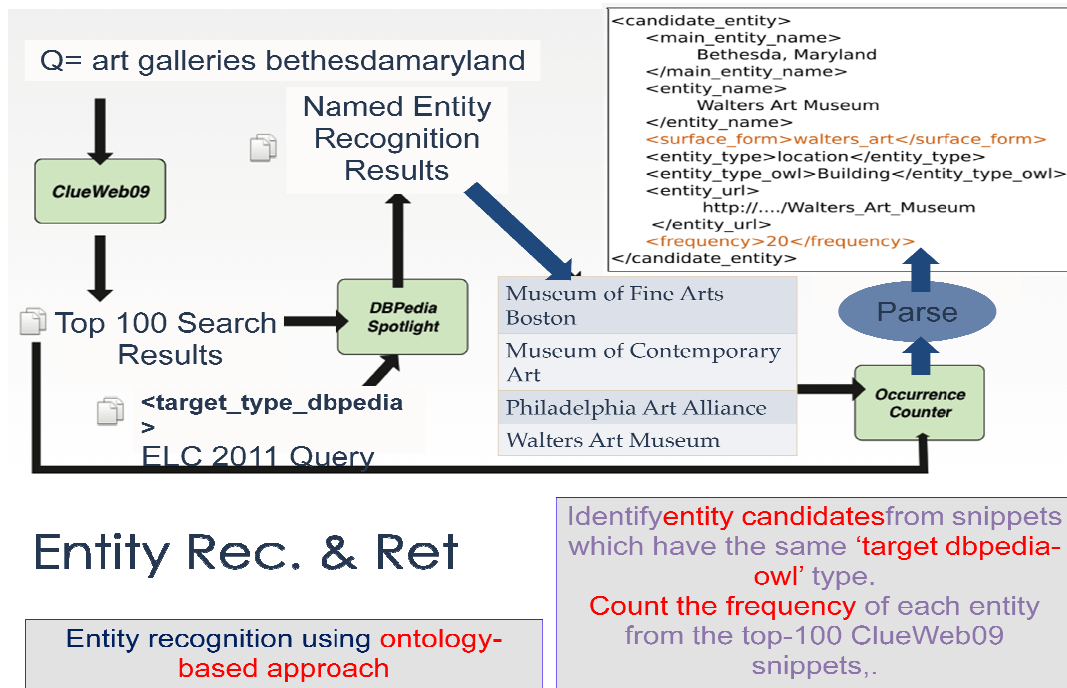 Q= art galleries bethesdamaryland
ClueWeb09
Top 100 Search
Results
<target_type_dbpedia
>
ELC 2011 Query
DBPedia
Spotlight
Named Entity
Recognition
Results
Museum of Fine Arts
Boston
Museum of Contemporary
Art
Philadelphia Art Alliance
Walters Art Museum
Occurrence
Counter
Parse
<candidate_entity>
<main_entity_name>
Bethesda, Maryland
</main_entity_name>
<entity_name>
Walters Art Museum
</entity_name>
<surface_form>walters_art</surface_form>
<entity_type>location</entity_type>
<entity_type_owl>Building</entity_type_owl>
<entity_url>
http://..../Walters_Art_Museum
</entity_url>
<frequency>20</frequency>
</candidate_entity>
Entity Rec. & Ret
Entity recognition using ontology-
based approach
Identifyentity candidatesfrom snippets
which have the same ‘target dbpedia-
owl’ type.
Count the frequency of each entity
from the top-100 ClueWeb09
snippets,.